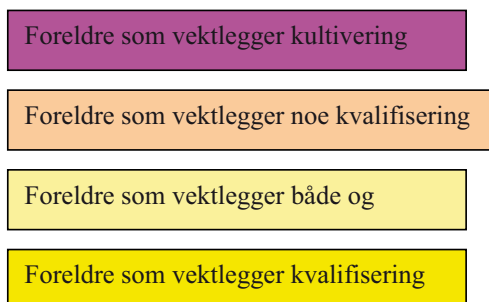 Foreldre som vektlegger kultivering
Foreldre som vektlegger noe kvalifisering
Foreldre som vektlegger både og
Foreldre som vektlegger kvalifisering